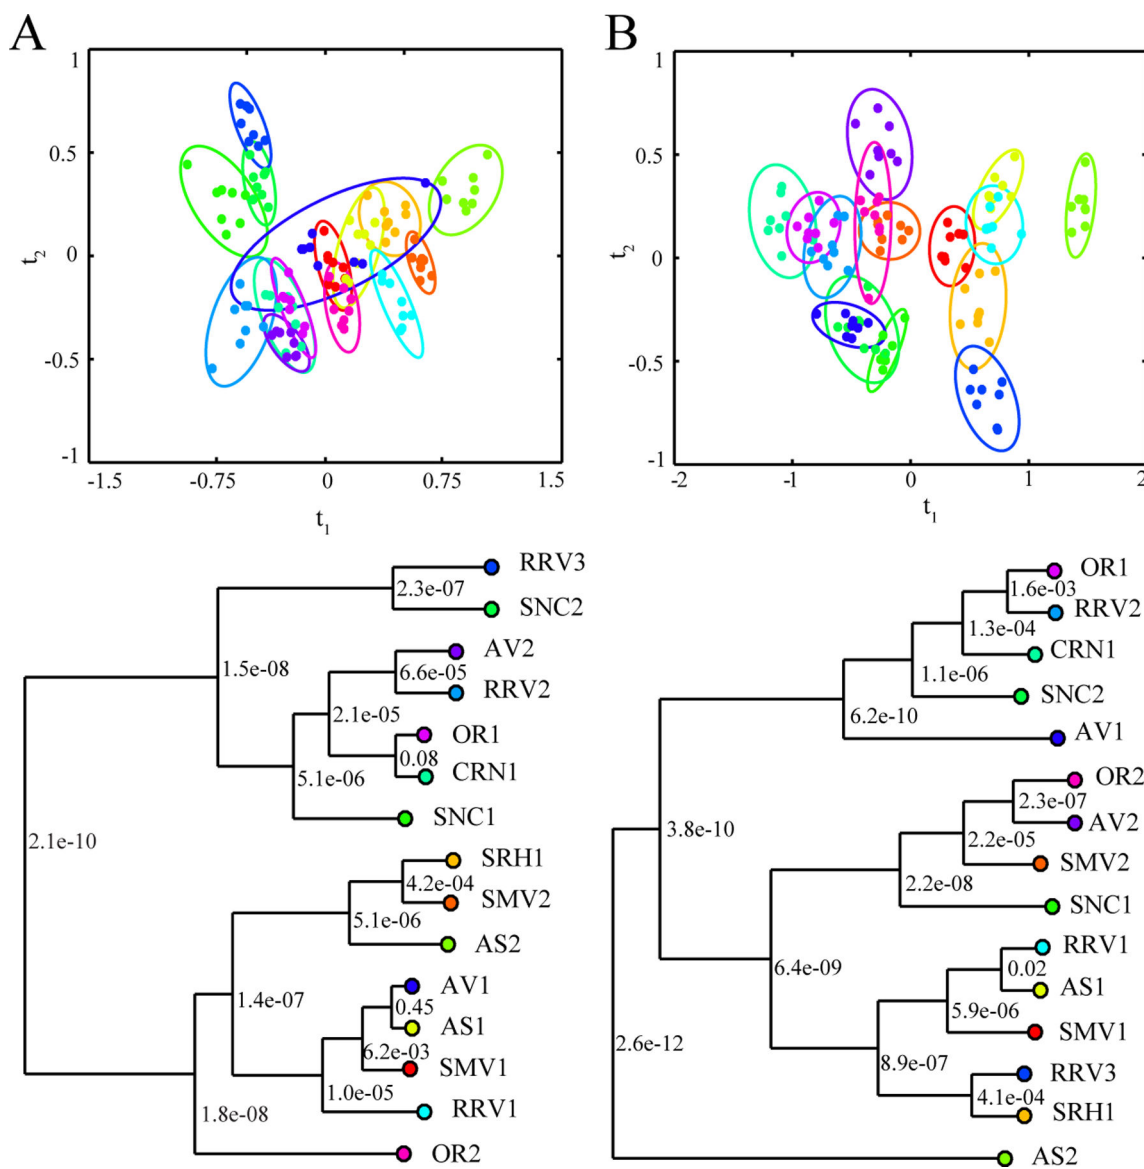 A
1
0.5
0
-0.5
-1
t2
-1.5
-0.75
0
0.75
1.5
t1
B
1
0.5
0
-0.5
-1
t2
-2
-1
0
1
2
t1
RRV3
2.3e-07
SNC2
1.5e-08
AV2
6.6e-05
RRV2
2.1e-05
OR1
0.08
CRN1
5.1e-06
SNC1
2.1e-10
SRH1
4.2e-04
SMV2
5.1e-06
AS2
1.4e-07
AV1
0.45
AS1
6.2e-03
SMV1
1.0e-05
RRV1
1.8e-08
OR2
OR1
1.6e-03
RRV2
1.3e-04
CRN1
1.1e-06
SNC2
6.2e-10
AV1
3.8e-10
OR2
2.3e-07
AV2
2.2e-05
SMV2
2.2e-08
SNC1
6.4e-09
RRV1
0.02
AS1
5.9e-06
SMV1
2.6e-12
8.9e-07
RRV3
4.1e-04
SRH1
AS2